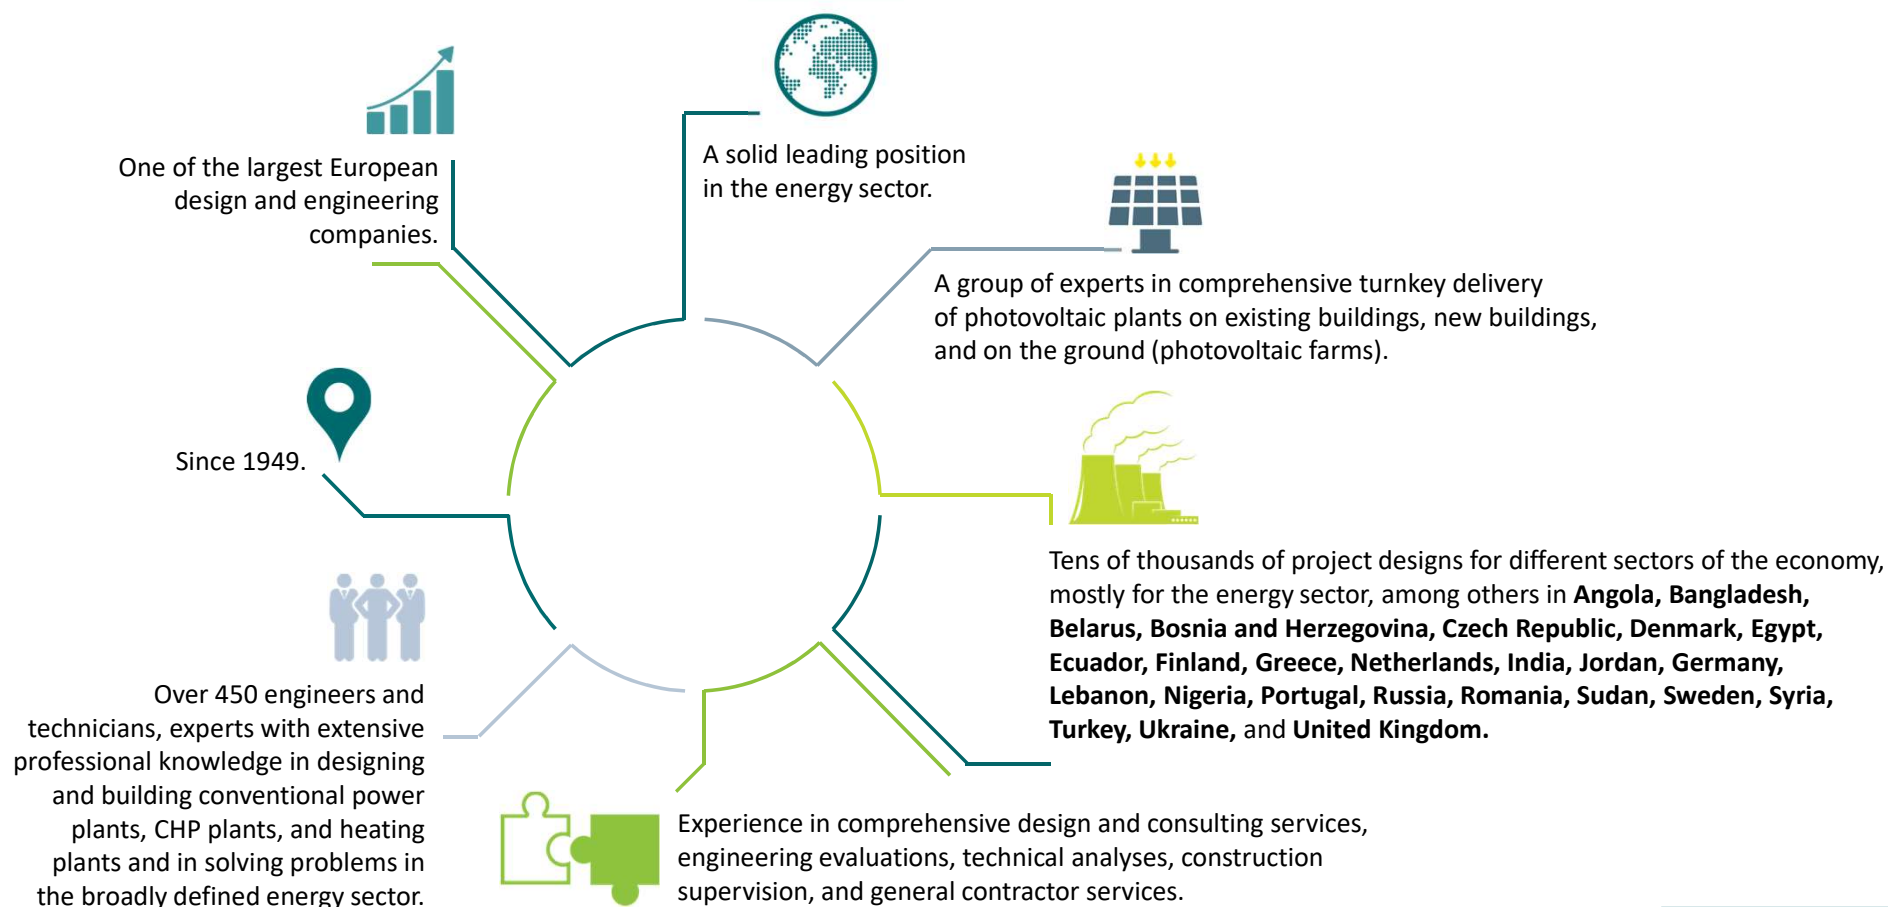 One of the largest European
design and engineering
companies.
A solid leading position
in the energy sector.
A group of experts in comprehensive turnkey delivery
of photovoltaic plants on existing buildings, new buildings,
and on the ground (photovoltaic farms).
Since 1949.
Tens of thousands of project designs for different sectors of the economy,
mostly for the energy sector, among others in Angola, Bangladesh,
Belarus, Bosnia and Herzegovina, Czech Republic, Denmark, Egypt,
Ecuador, Finland, Greece, Netherlands, India, Jordan, Germany,
Lebanon, Nigeria, Portugal, Russia, Romania, Sudan, Sweden, Syria,
Turkey, Ukraine, and United Kingdom.
Over 450 engineers and
technicians, experts with extensive
professional knowledge in designing
and building conventional power
plants, CHP plants, and heating
plants and in solving problems in
the broadly defined energy sector.
Experience in comprehensive design and consulting services,
engineering evaluations, technical analyses, construction
supervision, and general contractor services.